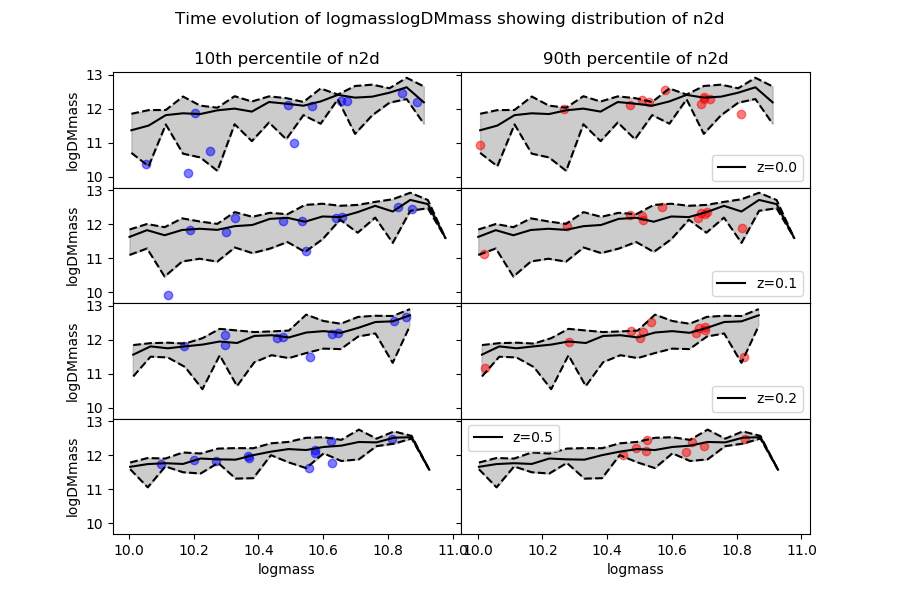 Time evolution of logmasslogDMmass showing distribution of n2d
10th percentile of n2d
90th percentile of n2d
13
12
11
10
logDMmass
z=0.0
13
12
11
10
logDMmass
z=0.1
13
12
11
10
logDMmass
z=0.2
13
12
11
10
logDMmass
z=0.5
10.0 10.2 10.4 10.6 10.8 11.0
10.0 10.2 10.4 10.6 10.8 11.0
logmass
logmass